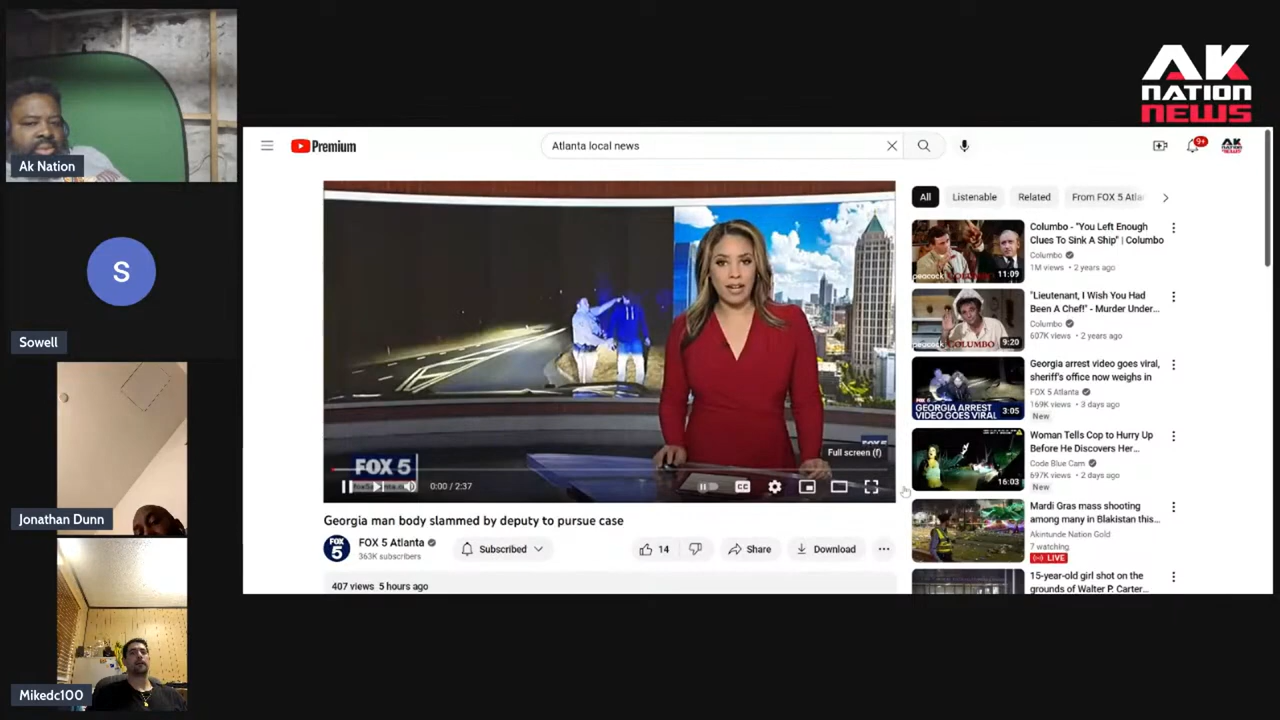 Ak Nation
S
Sowell
Jonathan Dunn
Mikedc100
AK
NATION
NEWS
Premium
Atlanta local news
9+
FOX 5
Full screen (f)
0:00 / 2:37
CC
Georgia man body slammed by deputy to pursue case
FOX 5 Atlanta
363K subscribers
Subscribed
14
Share
Download
407 views 5 hours ago
All
Listenable
Related
From FOX 5 Atla
Columbo - "You Left Enough
Clues To Sink A Ship" | Columbo
Columbo
1M views • 2 years ago
peacock
11:09
"Lieutenant, I Wish You Had
Been A Chef!" - Murder Under...
Columbo
607K views • 2 years ago
peacock COLUMBO
9:20
Georgia arrest video goes viral,
sheriff's office now weighs in
FOX 5 Atlanta
169K views • 3 days ago
New
GEORGIA ARREST
VIDEO GOES VIRAL
3:05
Woman Tells Cop to Hurry Up
Before He Discovers Her...
Code Blue Cam
697K views • 2 days ago
New
16:03
Mardi Gras mass shooting
among many in Blakistan this...
Akintunde Nation Gold
7 watching
LIVE
15-year-old girl shot on the
grounds of Walter P. Carter...